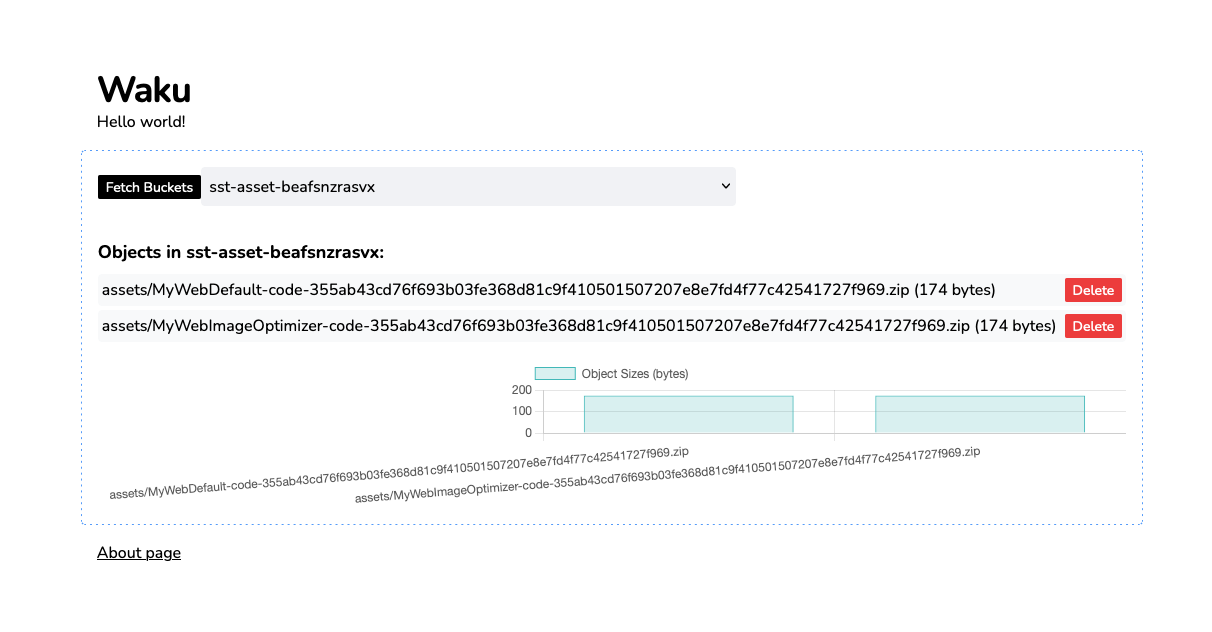 Waku
Hello world!
Fetch Buckets sst-asset-beafsnzrasvx
Objects in sst-asset-beafsnzrasvx:
assets/MyWebDefault-code-355ab43cd76f693b03fe368d81c9f410501507207e8e7fd4f77c42541727f969.zip (174 bytes) Delete
assets/MyWebImageOptimizer-code-355ab43cd76f693b03fe368d81c9f410501507207e8e7fd4f77c42541727f969.zip (174 bytes) Delete
Object Sizes (bytes)
200
100
0
assets/MyWebDefault-code-355ab43cd76f693b03fe368d81c9f410501507207e8e7fd4f77c42541727f969.zip
assets/MyWebImageOptimizer-code-355ab43cd76f693b03fe368d81c9f410501507207e8e7fd4f77c42541727f969.zip
About page